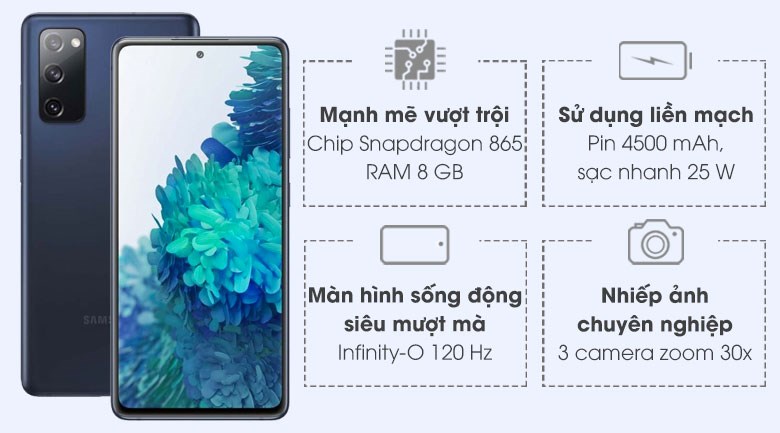 SAMS
Mạnh mẽ vượt trội
Chip Snapdragon 865
RAM 8 GB
Sử dụng liền mạch
Pin 4500 mAh,
sạc nhanh 25 W
Màn hình sống động
siêu mượt mà
Infinity-O 120 Hz
Nhiếp ảnh
chuyên nghiệp
3 camera zoom 30x